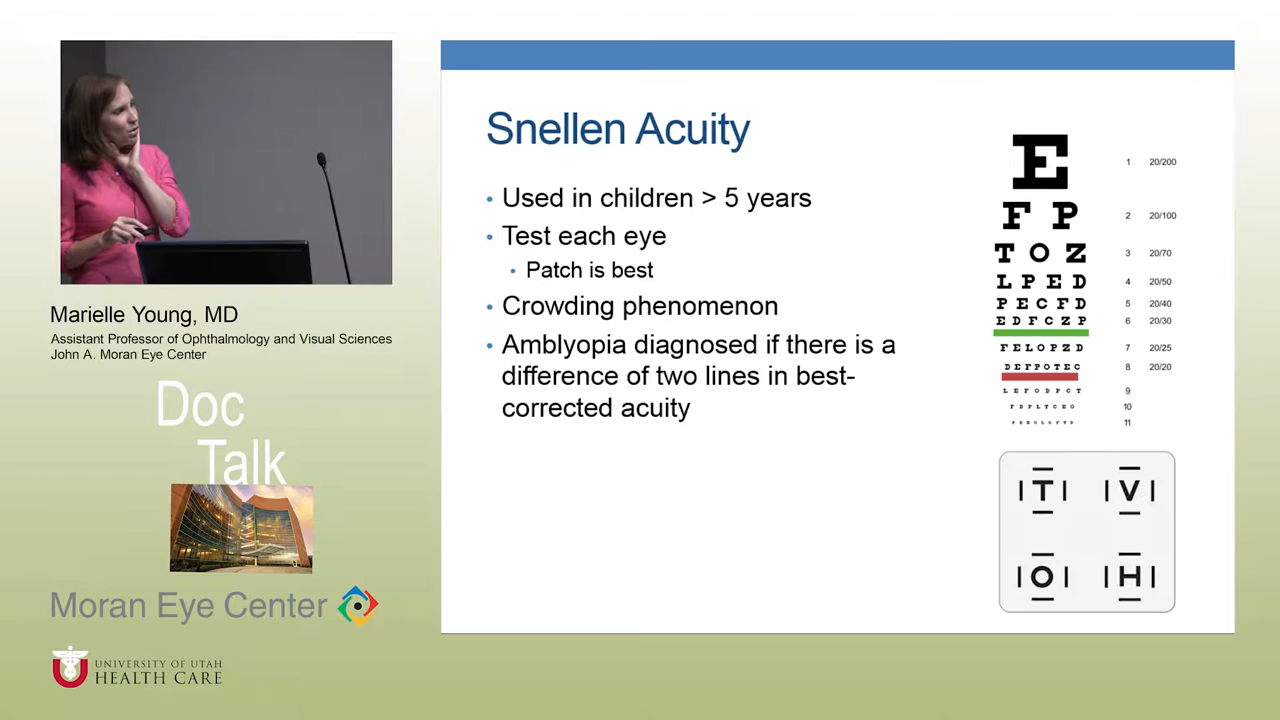 Marielle Young, MD
Assistant Professor of Ophthalmology and Visual Sciences
John A. Moran Eye Center
Doc
Talk
Moran Eye Center
UNIVERSITY OF UTAH
HEALTH CARE
Snellen Acuity
• Used in children > 5 years
• Test each eye
• Patch is best
• Crowding phenomenon
• Amblyopia diagnosed if there is a
difference of two lines in best-
corrected acuity
E 1 20/200
F P 2 20/100
T O Z 3 20/70
L P E D 4 20/50
P E C F D 5 20/40
E D F C Z P 6 20/30
F E L O P Z D 7 20/25
D E F P O T E C 8 20/20
L E F O D P C T 9
F D P L T C E O 10
11
T V
O H